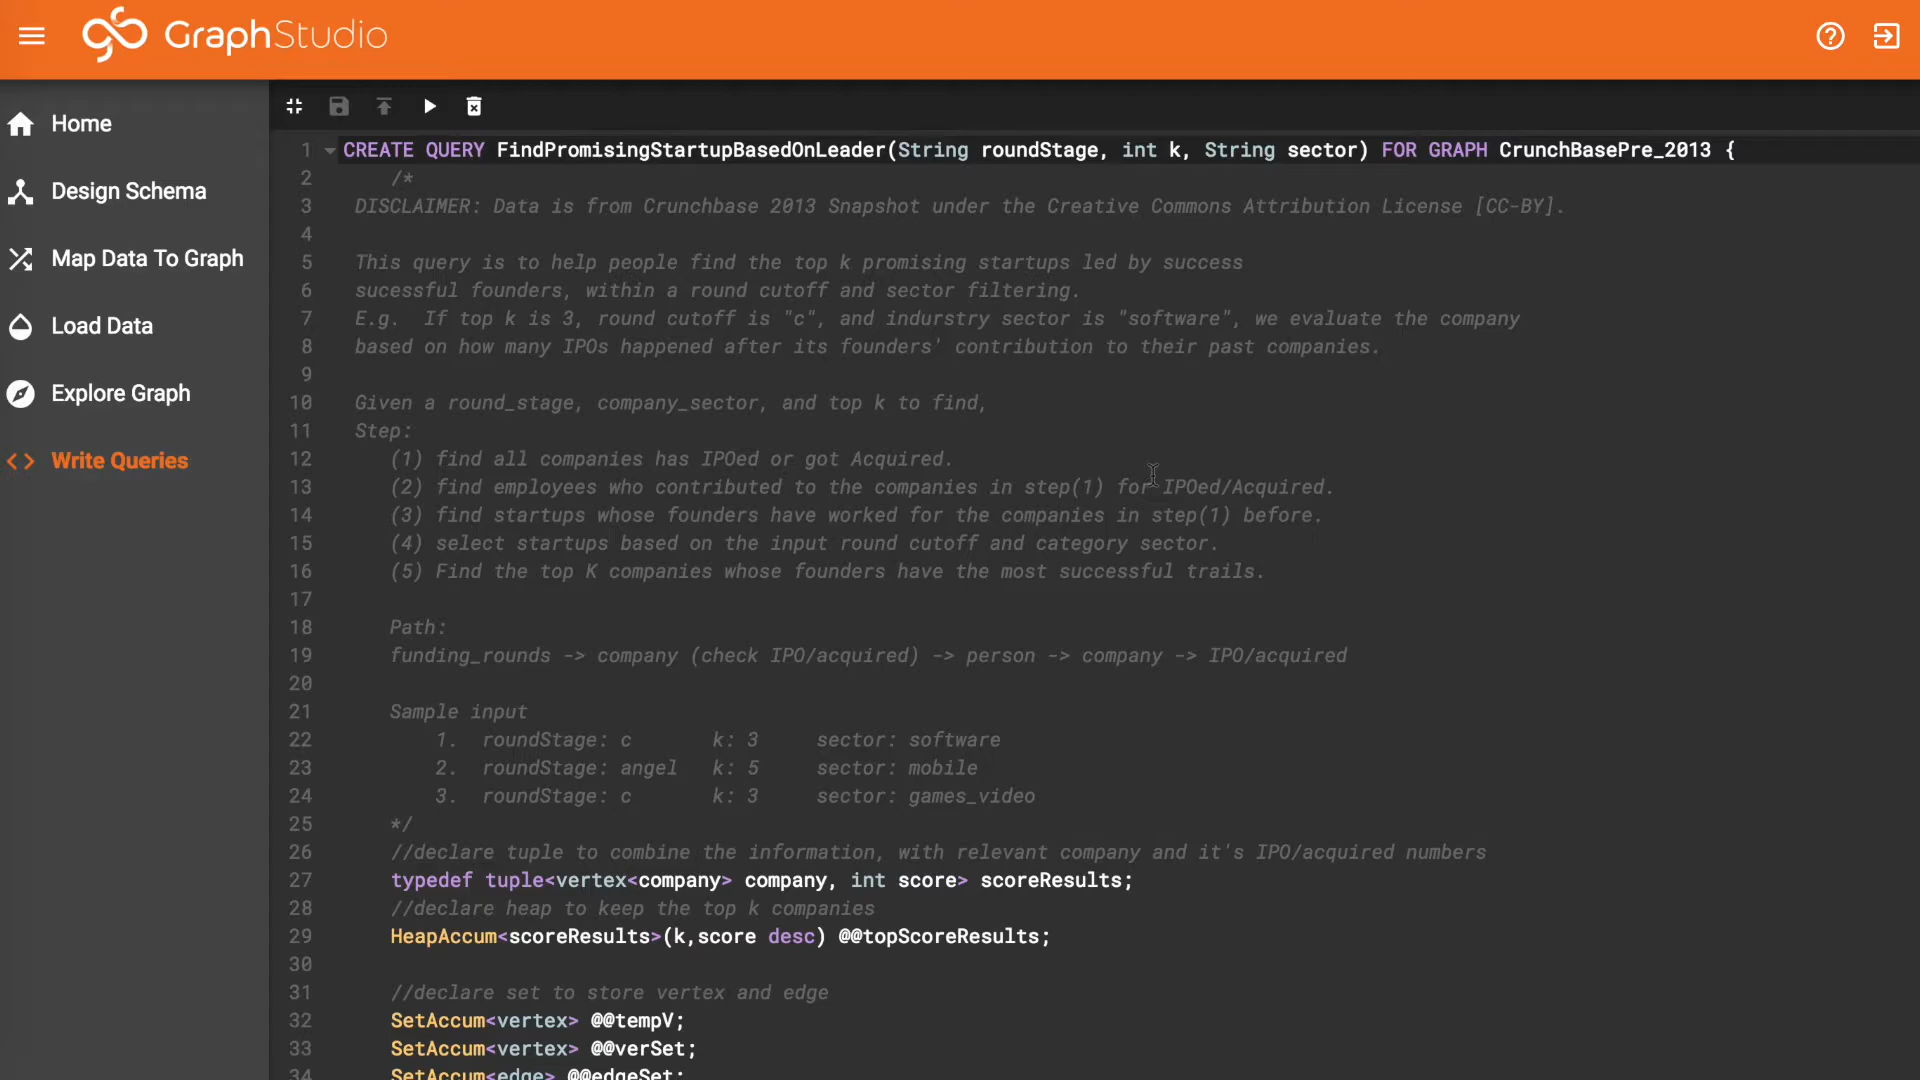 GraphStudio
Home
Design Schema
Map Data To Graph
Load Data
Explore Graph
Write Queries
1 CREATE QUERY FindPromisingStartupBasedOnLeader(String roundStage, int k, String sector) FOR GRAPH CrunchBasePre_2013 {
2 /*
3 DISCLAIMER: Data is from Crunchbase 2013 Snapshot under the Creative Commons Attribution License [CC-BY].
4
5 This query is to help people find the top k promising startups led by success
6 sucessful founders, within a round cutoff and sector filtering.
7 E.g. If top k is 3, round cutoff is "c", and indurstry sector is "software", we evaluate the company
8 based on how many IPOs happened after its founders' contribution to their past companies.
9
10 Given a round_stage, company_sector, and top k to find,
11 Step:
12 (1) find all companies has IPOed or got Acquired.
13 (2) find employees who contributed to the companies in step(1) for IPOed/Acquired.
14 (3) find startups whose founders have worked for the companies in step(1) before.
15 (4) select startups based on the input round cutoff and category sector.
16 (5) Find the top K companies whose founders have the most successful trails.
17
18 Path:
19 funding_rounds -> company (check IPO/acquired) -> person -> company -> IPO/acquired
20
21 Sample input
22 1. roundStage: c k: 3 sector: software
23 2. roundStage: angel k: 5 sector: mobile
24 3. roundStage: c k: 3 sector: games_video
25 */
26 //declare tuple to combine the information, with relevant company and it's IPO/acquired numbers
27 typedef tuple<vertex<company> company, int score> scoreResults;
28 //declare heap to keep the top k companies
29 HeapAccum<scoreResults>(k,score desc) @@topScoreResults;
30
31 //declare set to store vertex and edge
32 SetAccum<vertex> @@tempV;
33 SetAccum<vertex> @@verSet;
34 SetAccum<edge> @@edgeSet;